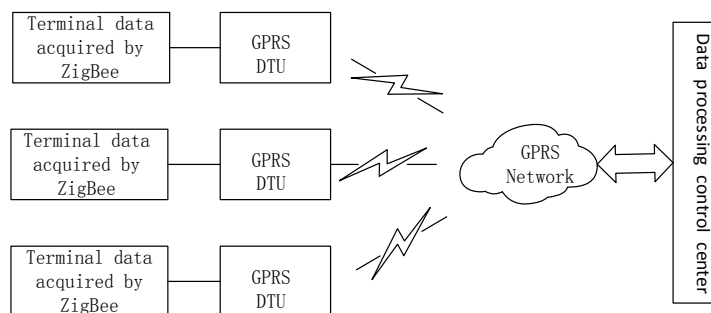 Terminal data
acquired by
ZigBee
GPRS
DTU
Terminal data
acquired by
ZigBee
GPRS
DTU
Terminal data
acquired by
ZigBee
GPRS
DTU
GPRS
Network
Data processing control center